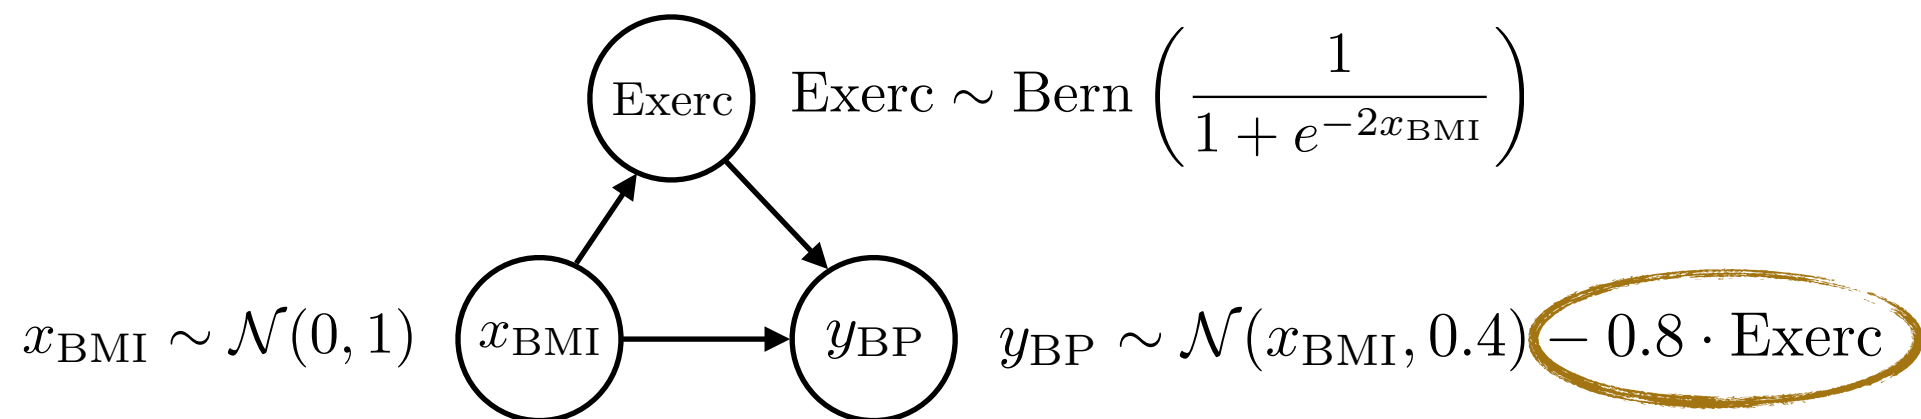 Exerc
Exerc ∼ Bern ( 1 / (1 + e^{−2x_BMI}) )
x_BMI ∼ 𝒩(0, 1)
x_BMI
y_BP
y_BP ∼ 𝒩(x_BMI, 0.4) − 0.8 · Exerc